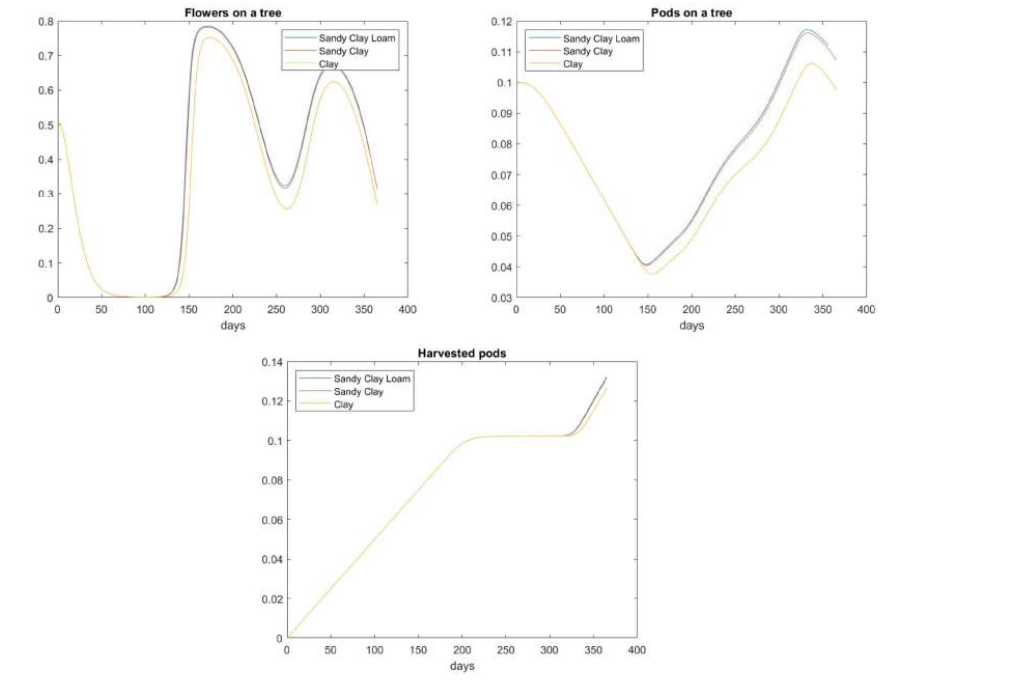 Flowers on a tree
0.8
0.7
0.6
0.5
0.4
0.3
0.2
0.1
0
Sandy Clay Loam
Sandy Clay
Clay
0 50 100 150 200 250 300 350 400
days
Pods on a tree
0.12
0.11
0.1
0.09
0.08
0.07
0.06
0.05
0.04
0.03
Sandy Clay Loam
Sandy Clay
Clay
0 50 100 150 200 250 300 350 400
days
Harvested pods
0.14
0.12
0.1
0.08
0.06
0.04
0.02
0
Sandy Clay Loam
Sandy Clay
Clay
0 50 100 150 200 250 300 350 400
days